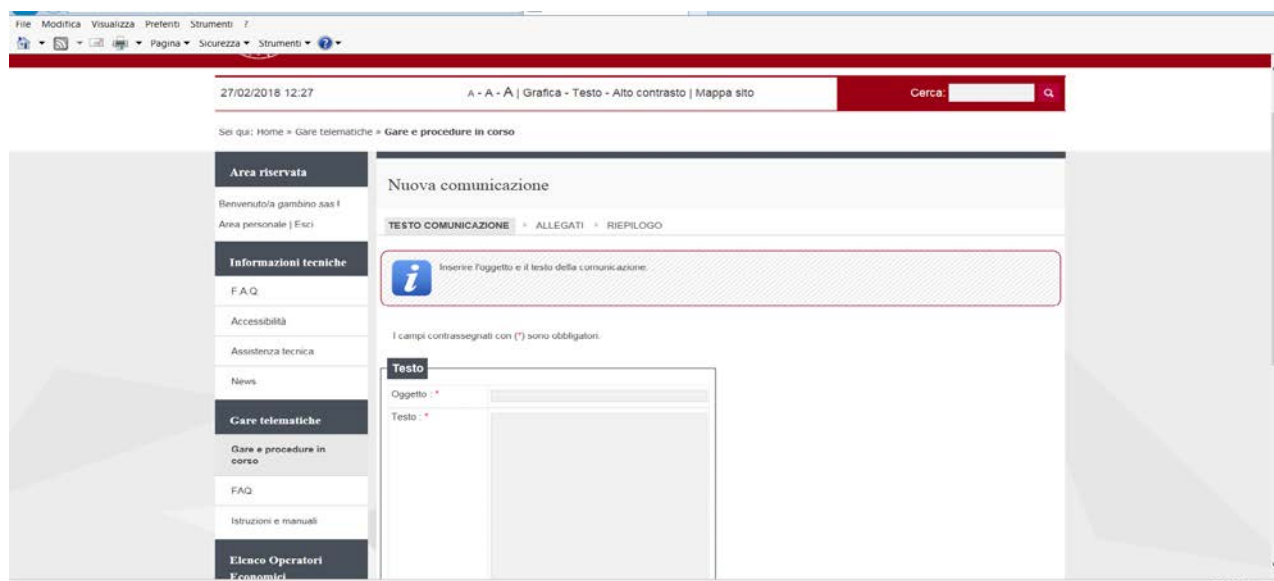 File Modifica Visualizza Preferiti Strumenti ?
Pagina Sicurezza Strumenti
27/02/2018 12:27
A - A - A | Grafica - Testo - Alto contrasto | Mappa sito
Cerca:
Sei qui: Home » Gare telematiche » Gare e procedure in corso
Area riservata
Benvenuto/a gambino sas !
Area personale | Esci
Informazioni tecniche
F.A.Q.
Accessibilità
Assistenza tecnica
News
Gare telematiche
Gare e procedure in
corso
FAQ
Istruzioni e manuali
Elenco Operatori
Economici
Nuova comunicazione
TESTO COMUNICAZIONE ALLEGATI RIEPILOGO
Inserire l'oggetto e il testo della comunicazione.
I campi contrassegnati con (*) sono obbligatori.
Testo
Oggetto : *
Testo : *